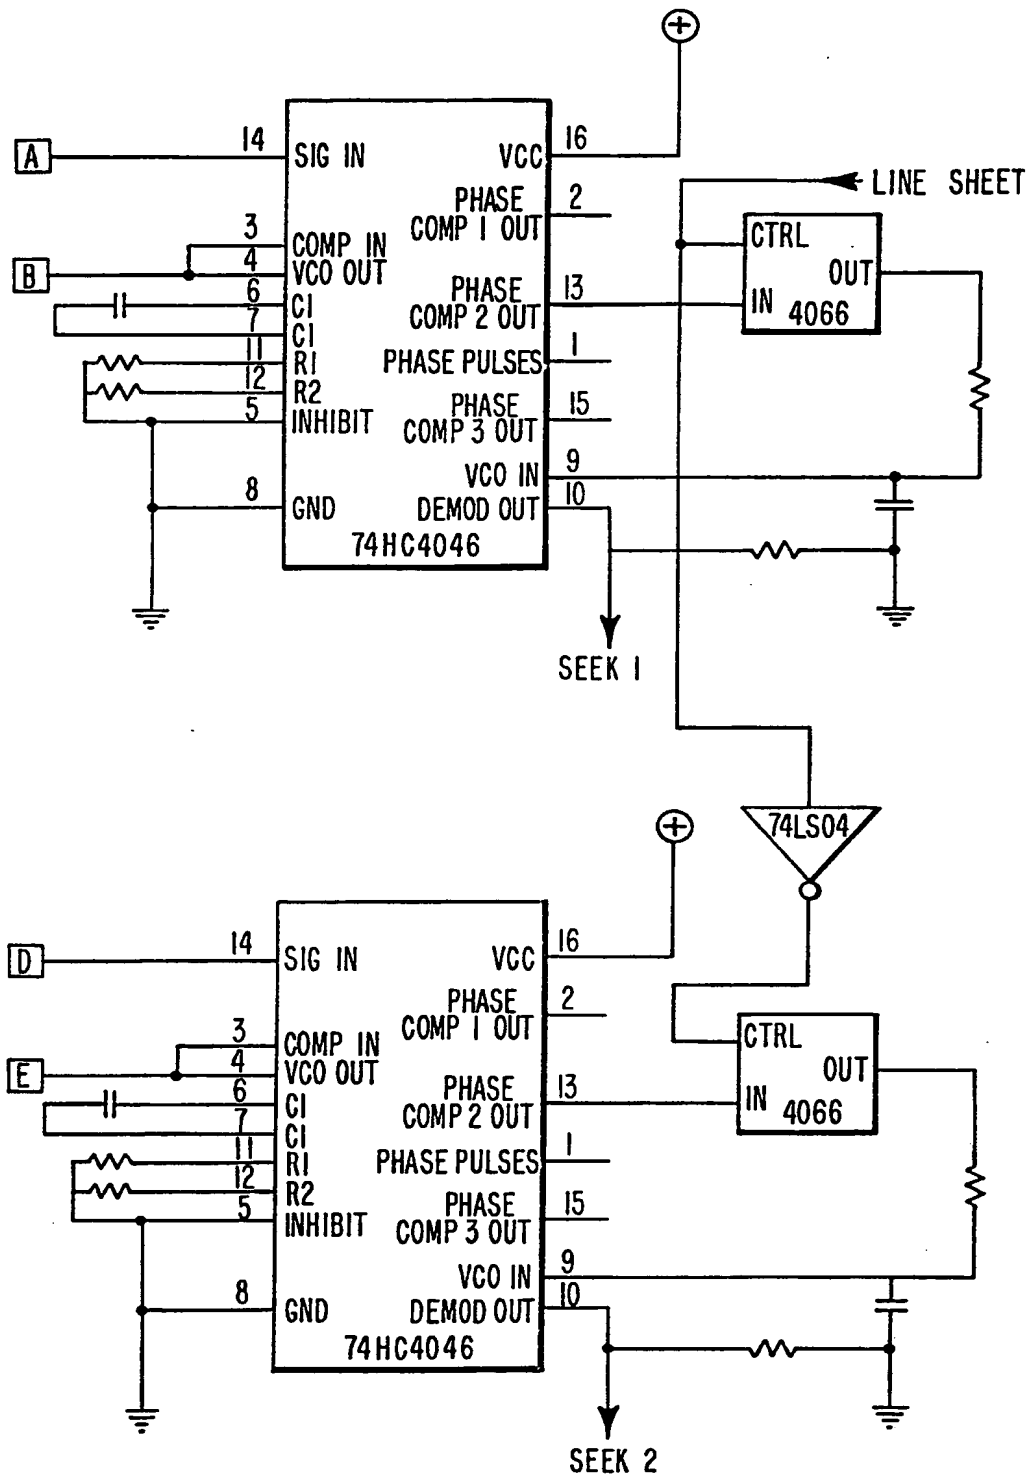 A
14
SIG IN
VCC
16
LINE SHEET
PHASE
COMP 1 OUT
2
CTRL
OUT
IN
4066
B
3
COMP IN
4
VCO OUT
6
C1
7
C1
11
R1
12
R2
5
INHIBIT
8
GND
PHASE
COMP 2 OUT
13
PHASE PULSES
1
PHASE
COMP 3 OUT
15
VCO IN
9
DEMOD OUT
10
74HC4046
SEEK 1
74LS04
D
14
SIG IN
VCC
16
PHASE
COMP 1 OUT
2
CTRL
OUT
IN
4066
E
3
COMP IN
4
VCO OUT
6
C1
7
C1
11
R1
12
R2
5
INHIBIT
8
GND
PHASE
COMP 2 OUT
13
PHASE PULSES
1
PHASE
COMP 3 OUT
15
VCO IN
9
DEMOD OUT
10
74HC4046
SEEK 2